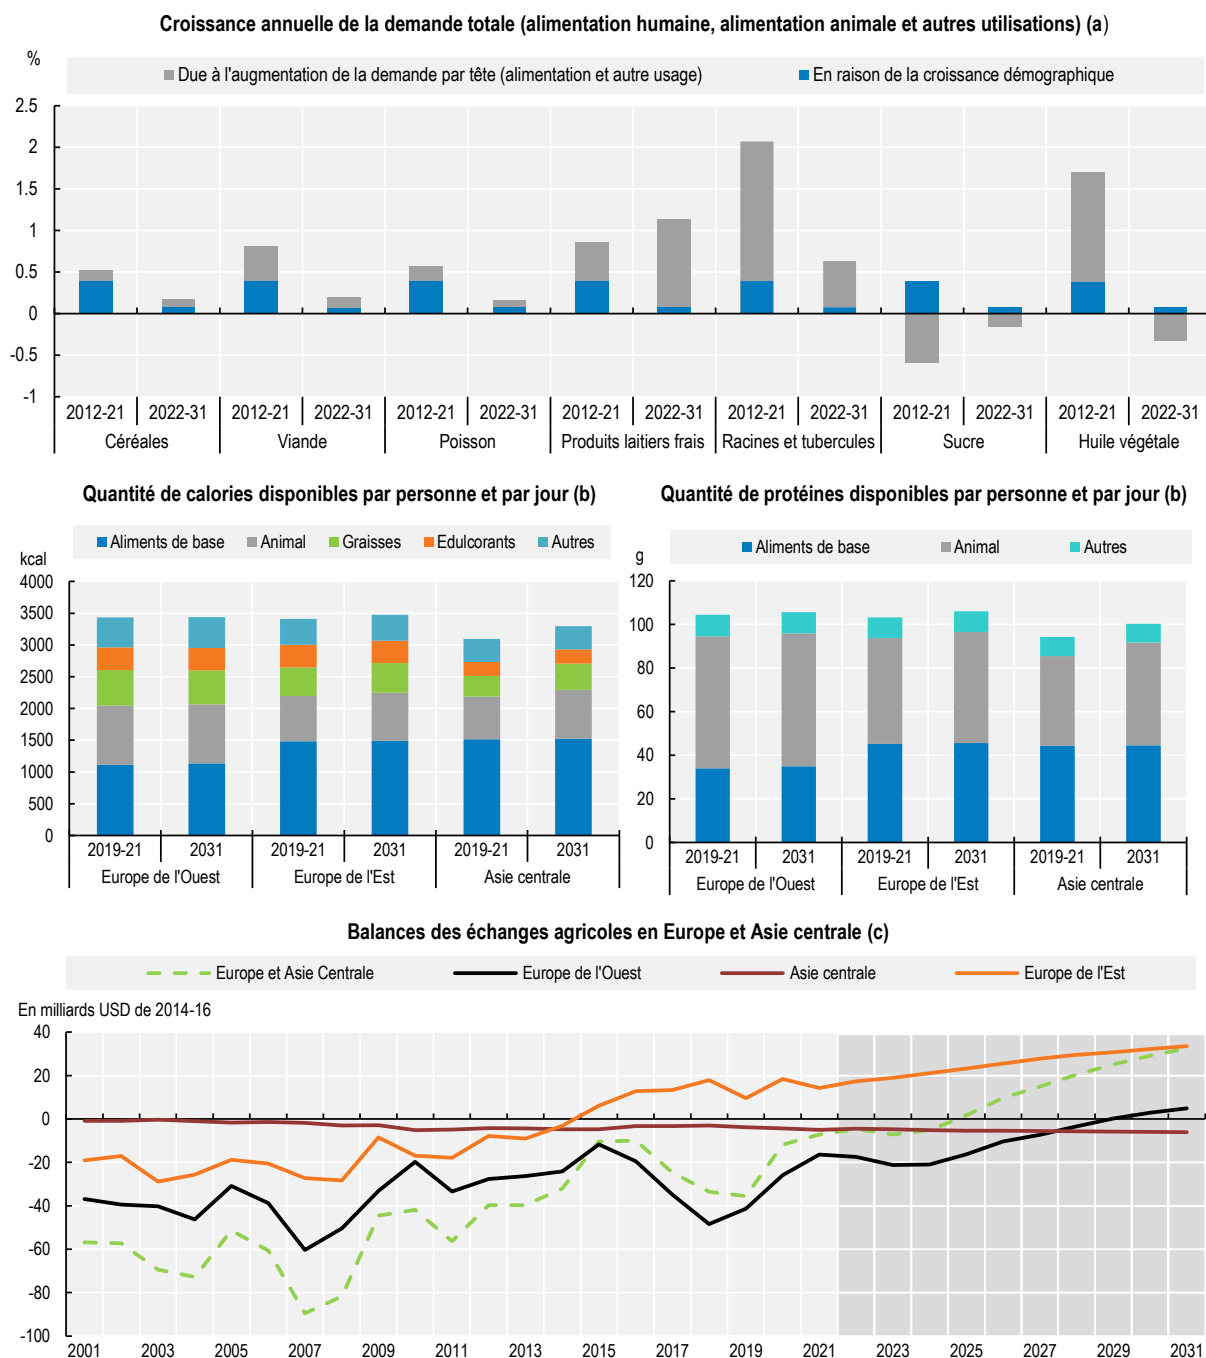 Croissance annuelle de la demande totale (alimentation humaine, alimentation animale et autres utilisations) (a)
%
Due à l'augmentation de la demande par tête (alimentation et autre usage) En raison de la croissance démographique
2.5
2
1.5
1
0.5
0
-0.5
-1
2012-21 2022-31 2012-21 2022-31 2012-21 2022-31 2012-21 2022-31 2012-21 2022-31 2012-21 2022-31 2012-21 2022-31
Céréales Viande Poisson Produits laitiers frais Racines et tubercules Sucre Huile végétale
Quantité de calories disponibles par personne et par jour (b)
Aliments de base Animal Graisses Edulcorants Autres
kcal
4000
3500
3000
2500
2000
1500
1000
500
0
2019-21 2031 2019-21 2031 2019-21 2031
Europe de l'Ouest Europe de l'Est Asie centrale
Quantité de protéines disponibles par personne et par jour (b)
Aliments de base Animal Autres
g
120
100
80
60
40
20
0
2019-21 2031 2019-21 2031 2019-21 2031
Europe de l'Ouest Europe de l'Est Asie centrale
Balances des échanges agricoles en Europe et Asie centrale (c)
Europe et Asie Centrale Europe de l'Ouest Asie centrale Europe de l'Est
En milliards USD de 2014-16
40
20
0
-20
-40
-60
-80
-100
2001 2003 2005 2007 2009 2011 2013 2015 2017 2019 2021 2023 2025 2027 2029 2031